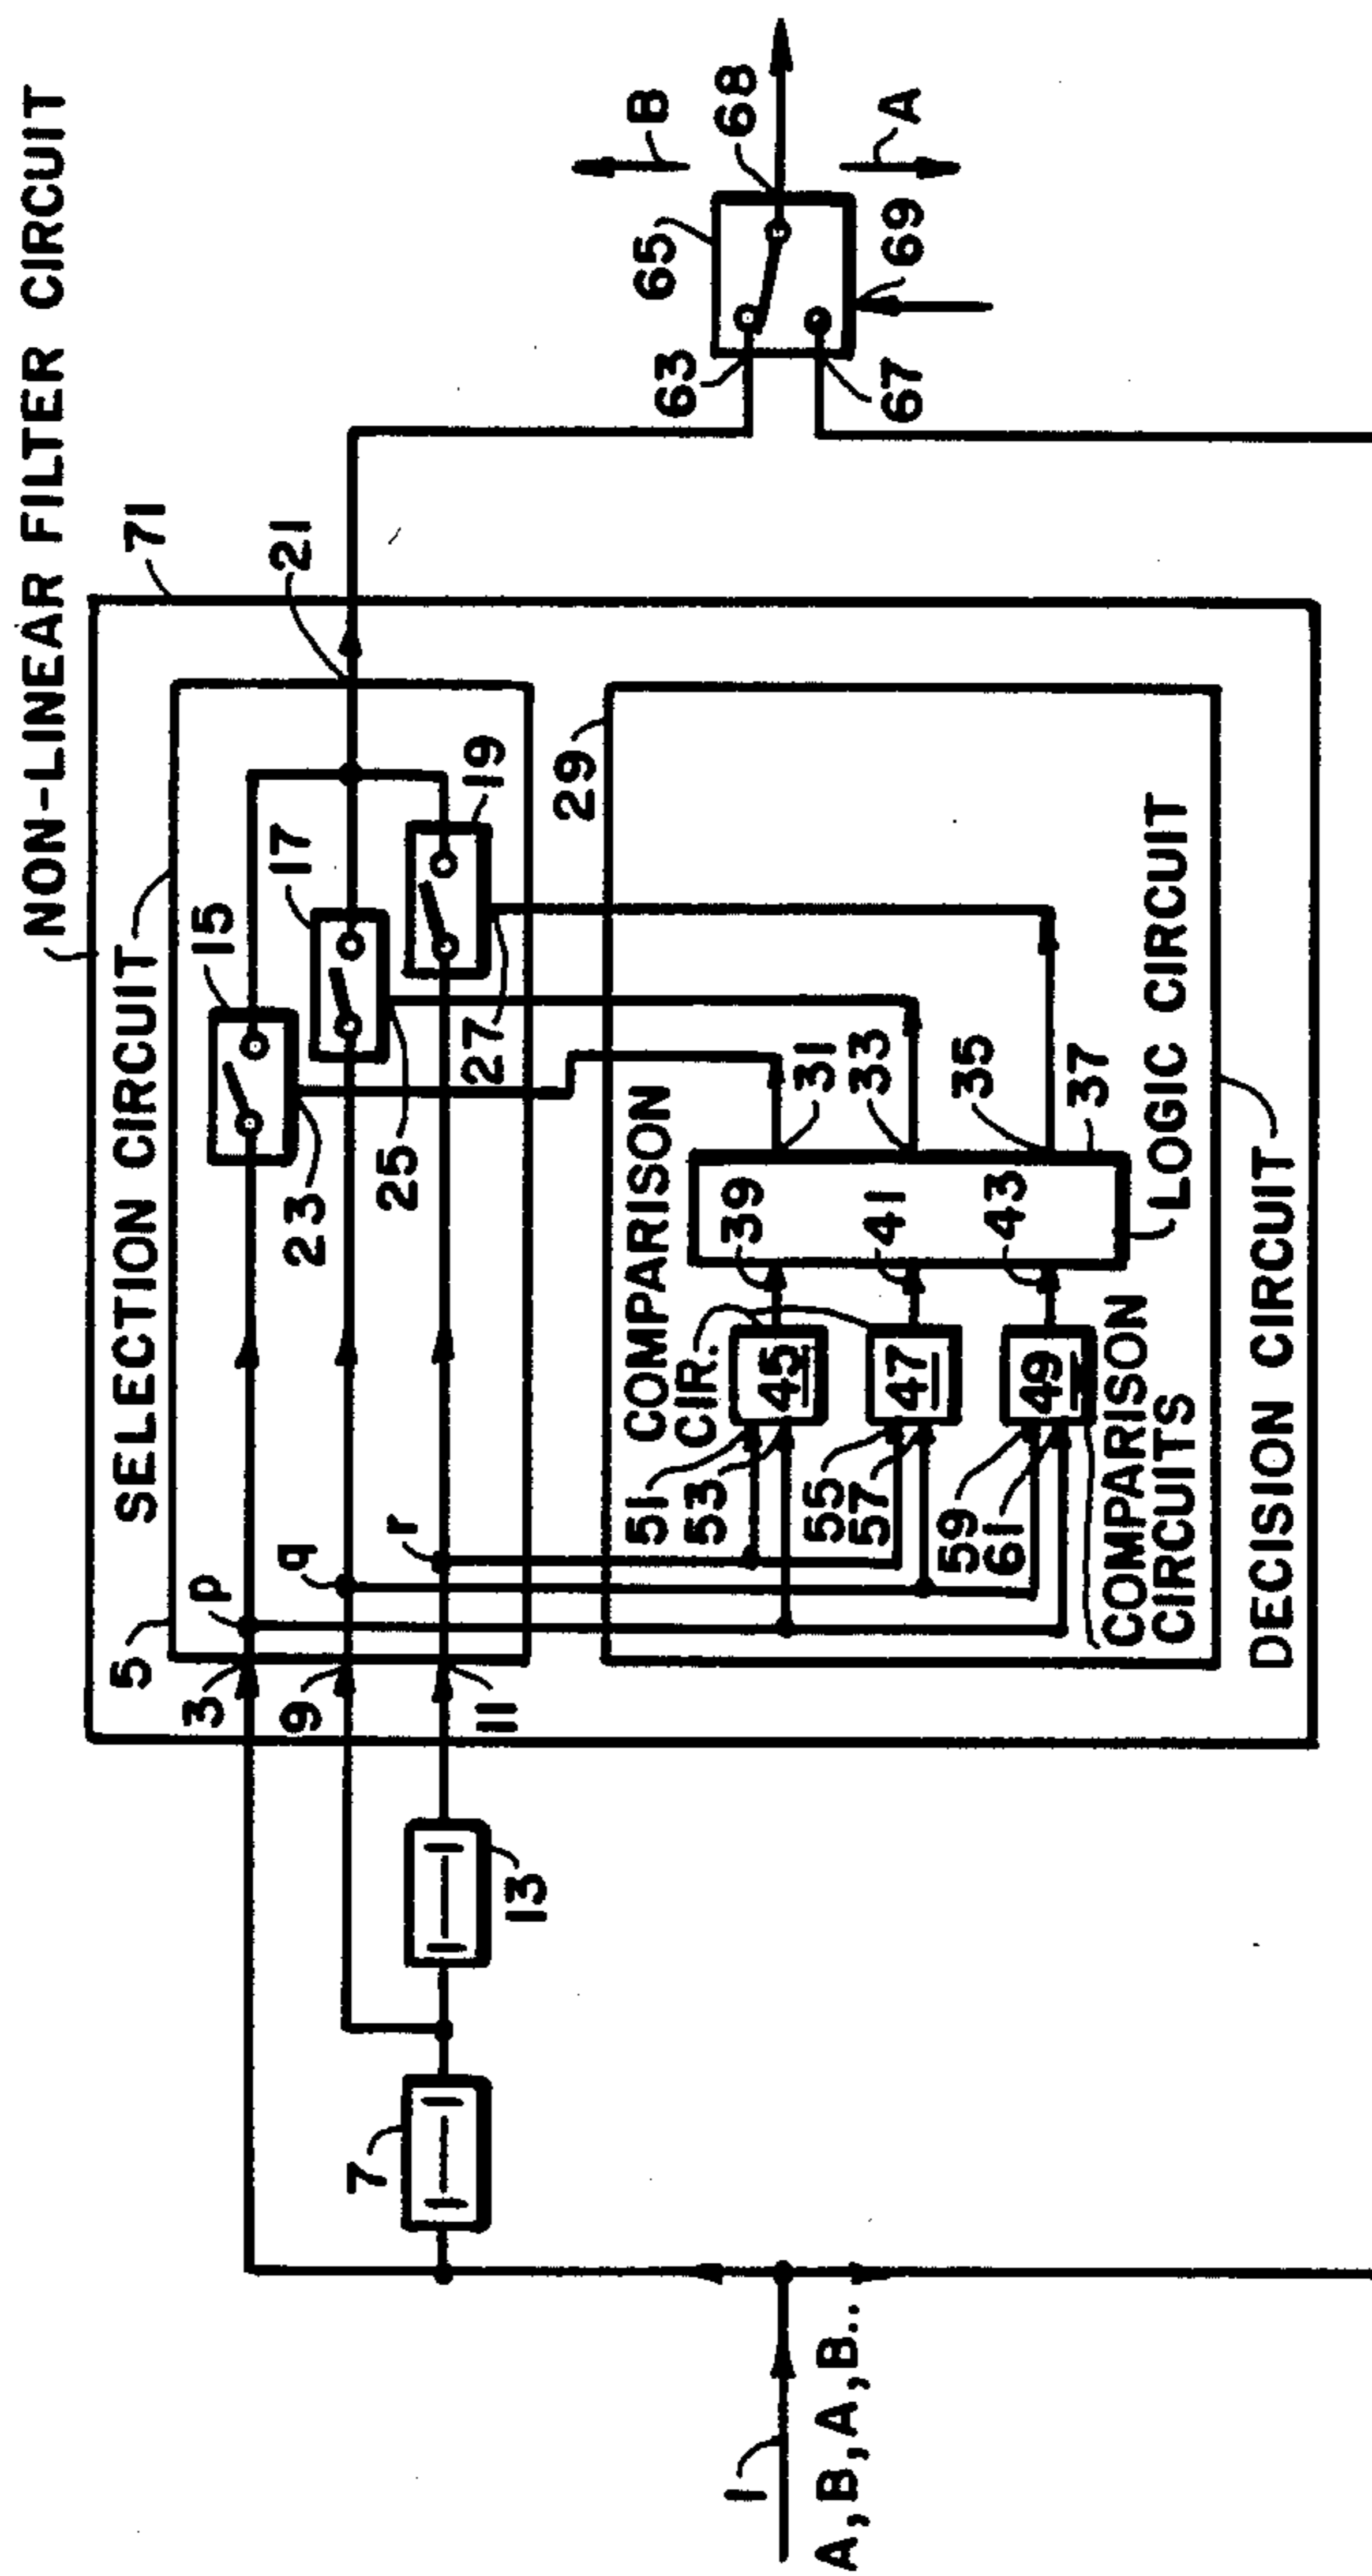 NON-LINEAR FILTER CIRCUIT
71
SELECTION CIRCUIT
5
15
17
21
19
3
p
9
q
r
11
23
25
27
7
13
29
COMPARISON
CIR.
51
53
45
39
31
55
57
47
41
33
59
61
49
43
35
37
COMPARISON
CIRCUITS
LOGIC CIRCUIT
DECISION CIRCUIT
1
A,B,A,B..
63
65
67
68
69
B
A